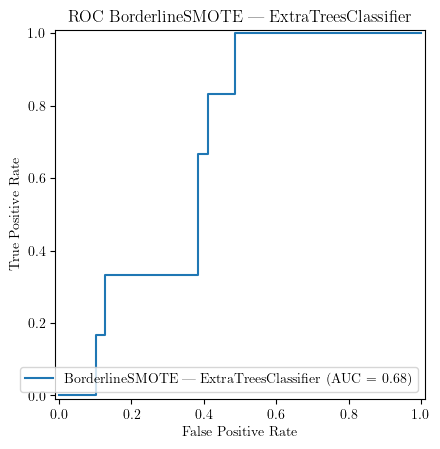 ROC BorderlineSMOTE — ExtraTreesClassifier
1.0
0.8
0.6
0.4
0.2
0.0
True Positive Rate
BorderlineSMOTE — ExtraTreesClassifier (AUC = 0.68)
0.0 0.2 0.4 0.6 0.8 1.0
False Positive Rate